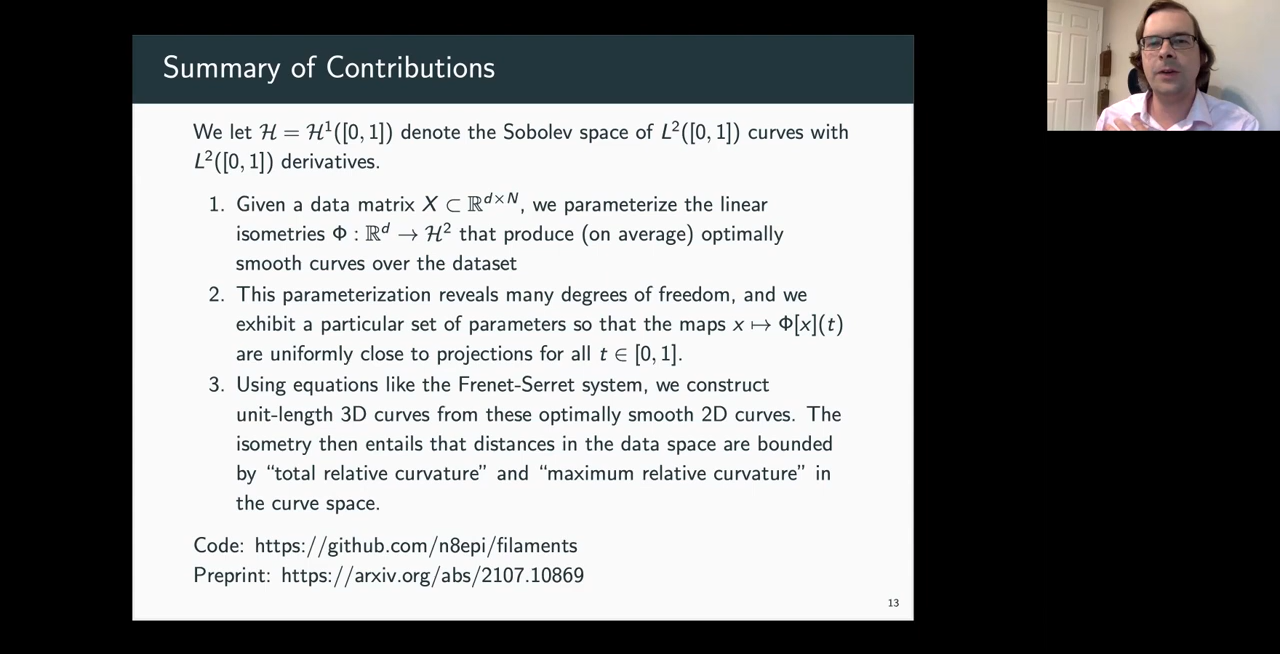 Summary of Contributions
We let ℋ = ℋ¹([0, 1]) denote the Sobolev space of L²([0, 1]) curves with
L²([0, 1]) derivatives.
1. Given a data matrix X ⊂ ℝᵈˣᴺ, we parameterize the linear
isometries Φ : ℝᵈ → ℋ² that produce (on average) optimally
smooth curves over the dataset
2. This parameterization reveals many degrees of freedom, and we
exhibit a particular set of parameters so that the maps x ↦ Φ[x](t)
are uniformly close to projections for all t ∈ [0, 1].
3. Using equations like the Frenet-Serret system, we construct
unit-length 3D curves from these optimally smooth 2D curves. The
isometry then entails that distances in the data space are bounded
by “total relative curvature” and “maximum relative curvature” in
the curve space.
Code: https://github.com/n8epi/filaments
Preprint: https://arxiv.org/abs/2107.10869
13